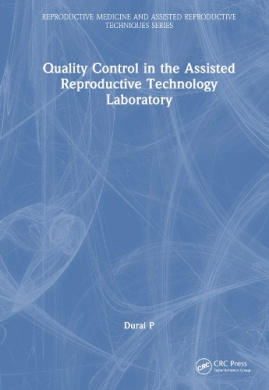 REPRODUCTIVE MEDICINE AND ASSISTED REPRODUCTIVE
TECHNIQUES SERIES
Quality Control in the Assisted
Reproductive Technology
Laboratory
Durai P
CRC
CRC Press
Taylor & Francis Group